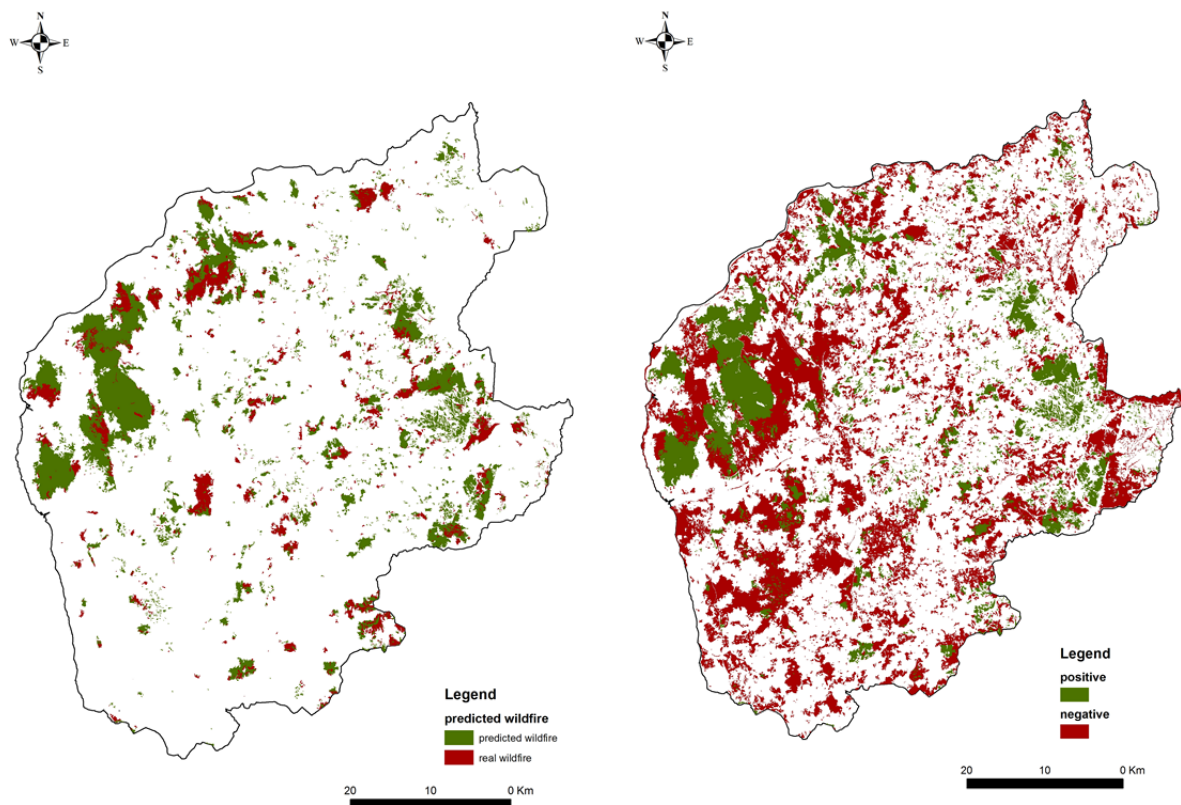 N
W E
S
Legend
predicted wildfire
predicted wildfire
real wildfire
20 10 0 Km
N
W E
S
Legend
positive
negative
20 10 0 Km